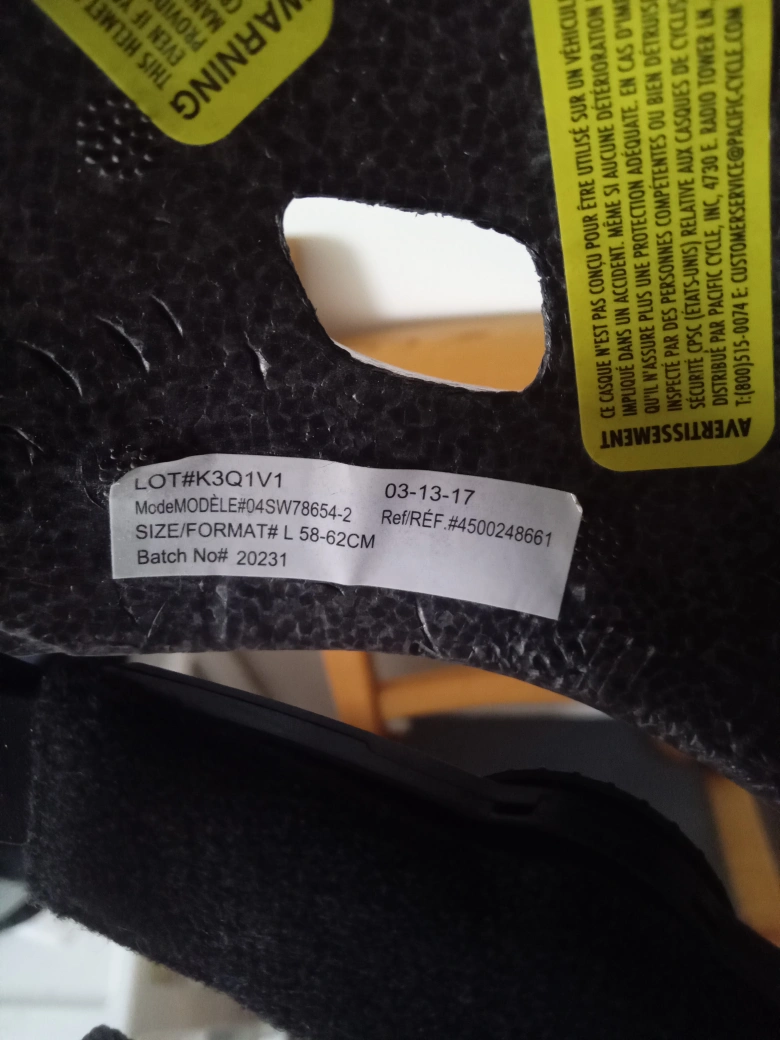 WARNING
THIS HELMET
EVEN IF
PROVID
MAN
AVERTISSEMENT
CE CASQUE N'EST PAS CONÇU POUR ÊTRE UTILISÉ SUR UN VÉHICUL
IMPLIQUÉ DANS UN ACCIDENT. MÊME SI AUCUNE DÉTÉRIORATION
QU'IL N'ASSURE PLUS UNE PROTECTION ADÉQUATE. EN CAS D'IM
INSPECTÉ PAR DES PERSONNES COMPÉTENTES OU BIEN DÉTRUIS
SÉCURITÉ CPSC (ÉTATS-UNIS) RELATIVE AUX CASQUES DE CYCLIS
DISTRIBUÉ PAR PACIFIC CYCLE, INC, 4730 E. RADIO TOWER LN.
T:(800)515-0074 E: CUSTOMERSERVICE@PACIFIC-CYCLE.COM
LOT#K3Q1V1 03-13-17
ModeMODÈLE#04SW78654-2 Ref/RÉF.#4500248661
SIZE/FORMAT# L 58-62CM
Batch No# 20231